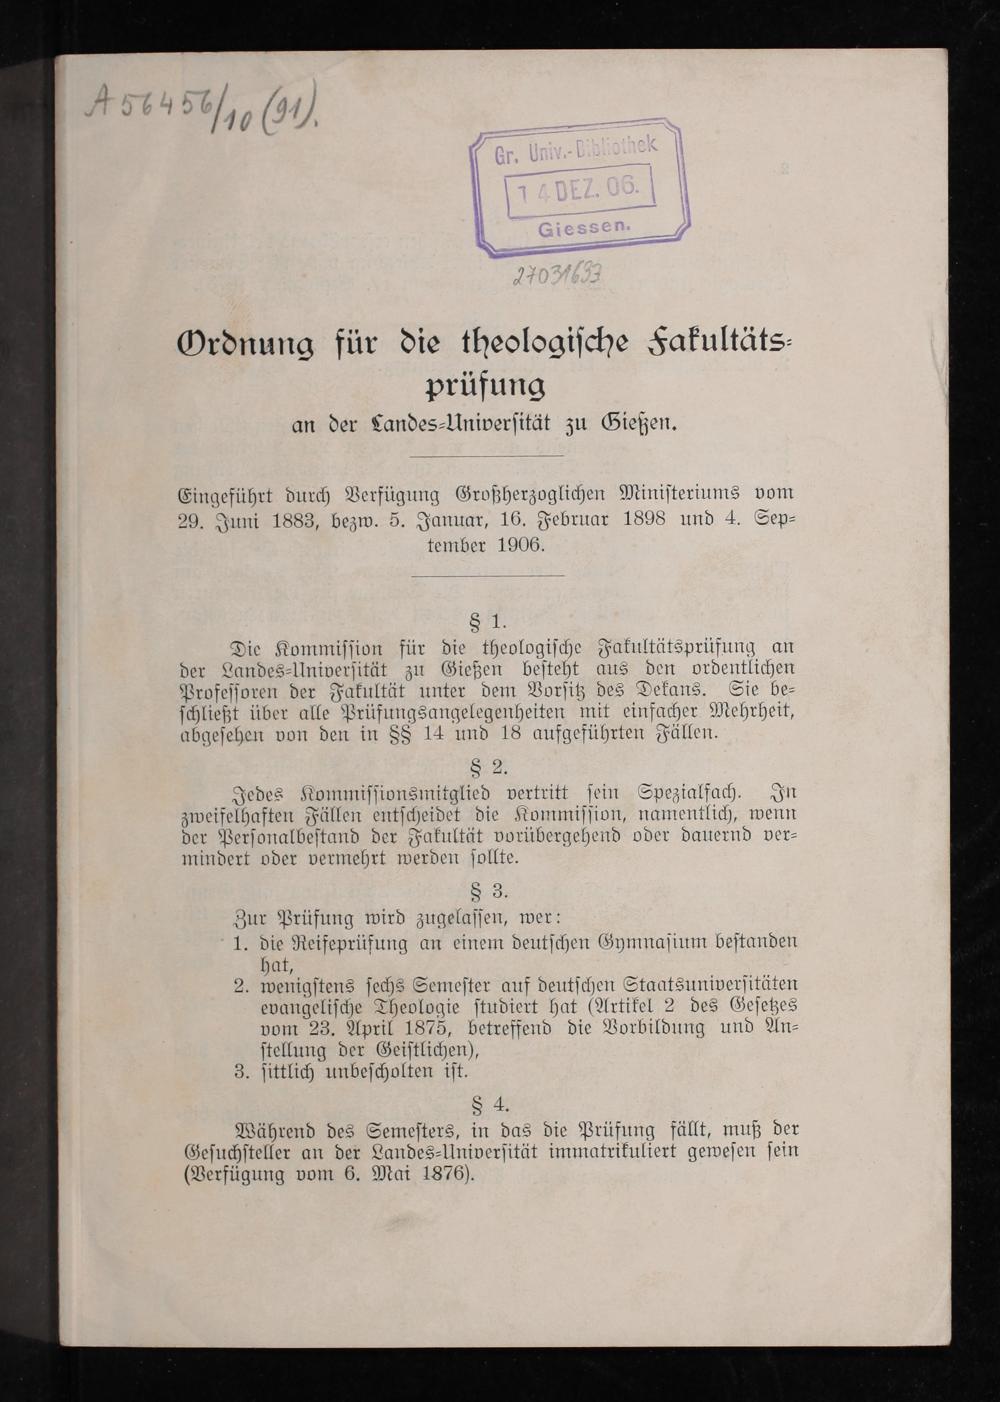 A 56456/10 (91).
Gr. Univ.-Bibliothek
14 DEZ. 06.
Giessen.
27031693
Ordnung für die theologische Fakultäts-
prüfung
an der Landes-Universität zu Gießen.
Eingeführt durch Verfügung Großherzoglichen Ministeriums vom
29. Juni 1883, bezw. 5. Januar, 16. Februar 1898 und 4. Sep-
tember 1906.
§ 1.
Die Kommission für die theologische Fakultätsprüfung an
der Landes-Universität zu Gießen besteht aus den ordentlichen
Professoren der Fakultät unter dem Vorsitz des Dekans. Sie be-
schließt über alle Prüfungsangelegenheiten mit einfacher Mehrheit,
abgesehen von den in §§ 14 und 18 aufgeführten Fällen.
§ 2.
Jedes Kommissionsmitglied vertritt sein Spezialfach. In
zweifelhaften Fällen entscheidet die Kommission, namentlich, wenn
der Personalbestand der Fakultät vorübergehend oder dauernd ver-
mindert oder vermehrt werden sollte.
§ 3.
Zur Prüfung wird zugelassen, wer:
1. die Reifeprüfung an einem deutschen Gymnasium bestanden
hat,
2. wenigstens sechs Semester auf deutschen Staatsuniversitäten
evangelische Theologie studiert hat (Artikel 2 des Gesetzes
vom 23. April 1875, betreffend die Vorbildung und An-
stellung der Geistlichen),
3. sittlich unbescholten ist.
§ 4.
Während des Semesters, in das die Prüfung fällt, muß der
Gesuchsteller an der Landes-Universität immatrikuliert gewesen sein
(Verfügung vom 6. Mai 1876).